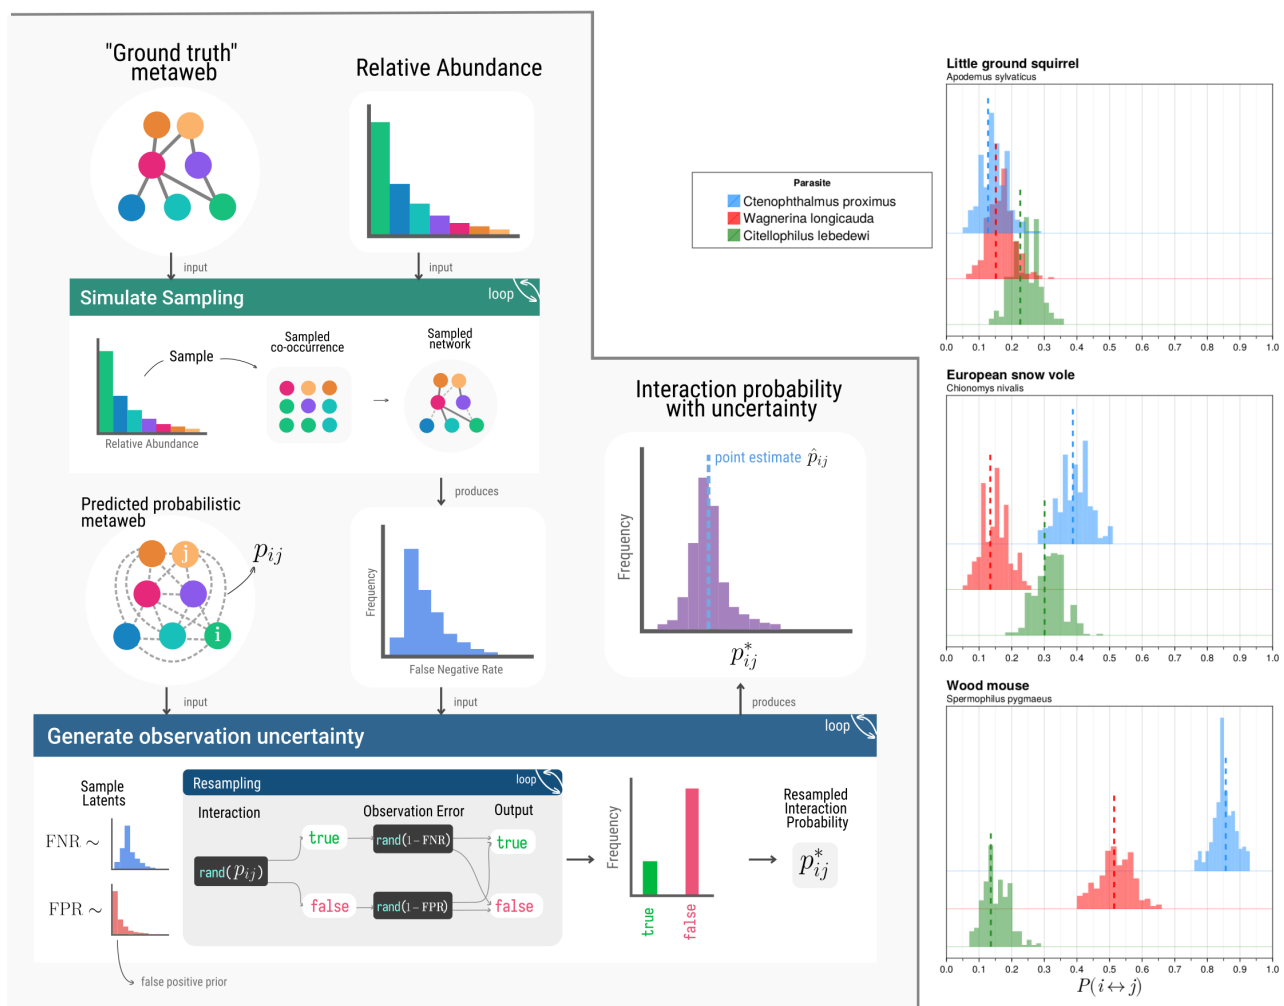 "Ground truth"
metaweb
Relative Abundance
input
input
Simulate Sampling
loop
Sample
Relative Abundance
Sampled
co-occurrence
Sampled
network
produces
Predicted probabilistic
metaweb
j
i
p_{ij}
Frequency
False Negative Rate
input
input
Interaction probability
with uncertainty
point estimate p̂_{ij}
Frequency
p*_{ij}
produces
Generate observation uncertainty
loop
Sample
Latents
FNR ~
FPR ~
false positive prior
Resampling
loop
Interaction
Observation Error
Output
rand(p_{ij})
true
rand(1-FNR)
true
false
rand(1-FPR)
false
Frequency
true
false
Resampled
Interaction
Probability
p*_{ij}
Parasite
Ctenophthalmus proximus
Wagnerina longicauda
Citellophilus lebedewi
Little ground squirrel
Apodemus sylvaticus
0.0 0.1 0.2 0.3 0.4 0.5 0.6 0.7 0.8 0.9 1.0
European snow vole
Chionomys nivalis
0.0 0.1 0.2 0.3 0.4 0.5 0.6 0.7 0.8 0.9 1.0
Wood mouse
Spermophilus pygmaeus
0.0 0.1 0.2 0.3 0.4 0.5 0.6 0.7 0.8 0.9 1.0
P(i↔j)